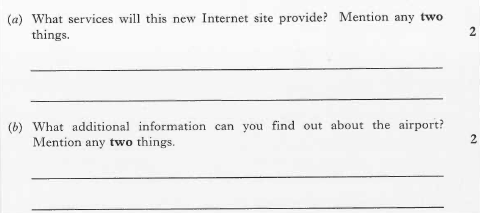 (a) What services will this new Internet site provide? Mention any two
things.
2
(b) What additional information can you find out about the airport?
Mention any two things.
2